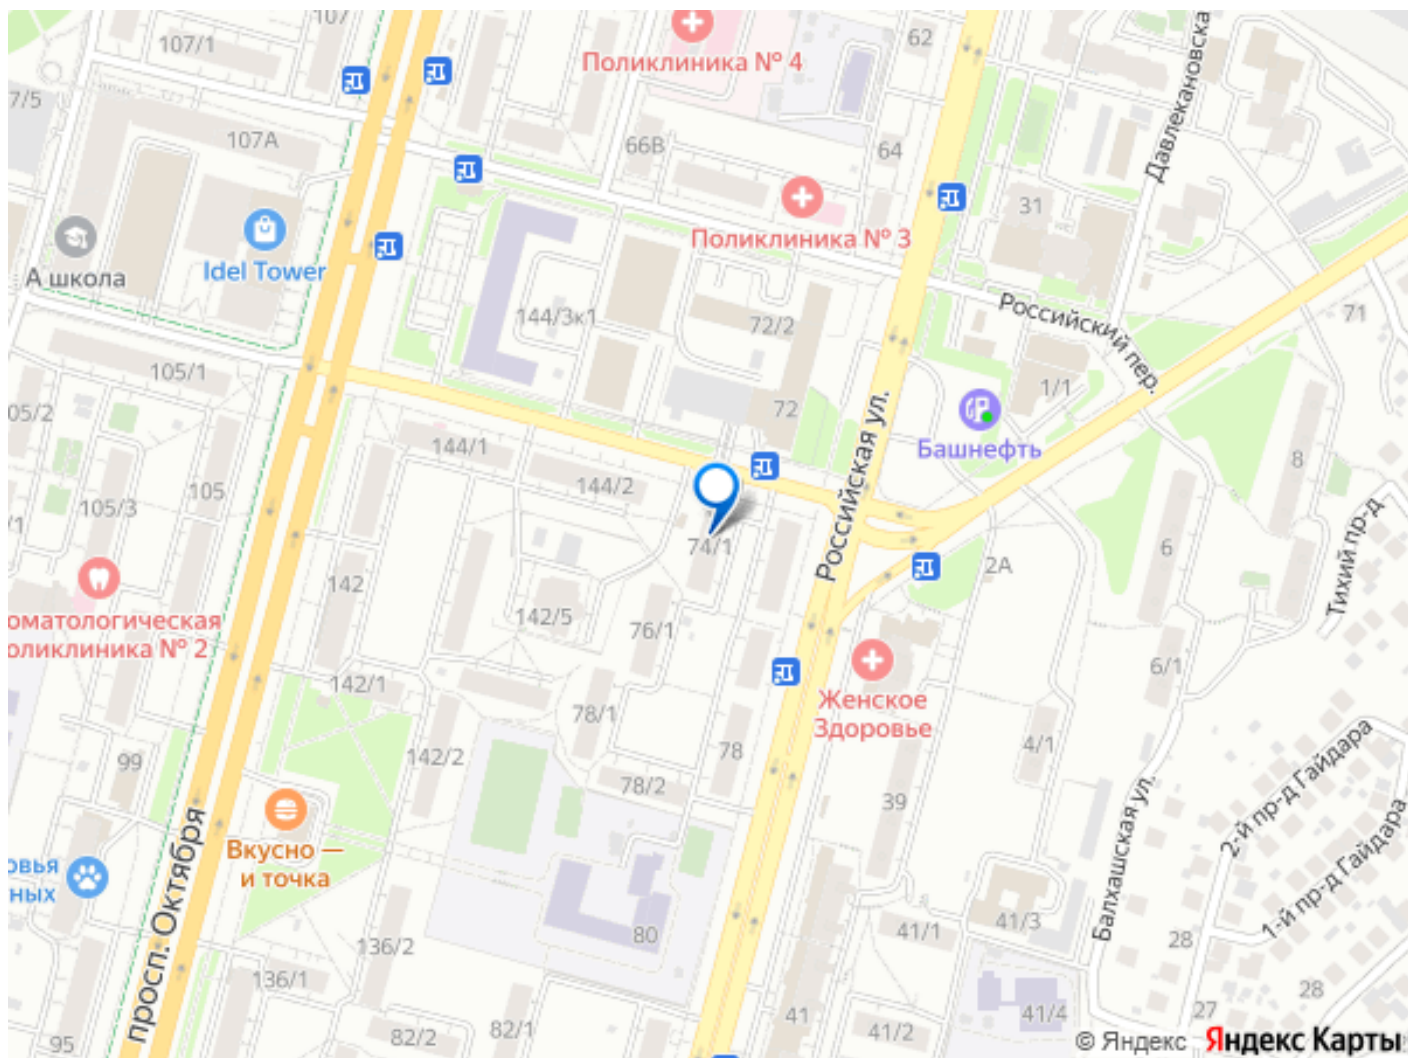 107
107/1
62
Поликлиника № 4
7/5
107А
66В
64
Поликлиника № 3
31
Давлекановска
А школа
Idel Tower
144/3к1
72/2
Российский пер.
71
105/1
105/2
1/1
72
Башнефть
Российская ул.
144/1
144/2
8
105
105/3
/1
74/1
6
Тихий пр-д
2А
142
142/5
76/1
оматологическая
оликлиника № 2
142/1
6/1
Женское
Здоровье
78/1
78
4/1
142/2
99
78/2
39
2-й пр-д Гайдара
1-й пр-д Гайдара
Балхашская ул.
Вкусно —
и точка
овья
ных
просп. Октября
80
136/2
41/1
41/3
28
136/1
82/2
82/1
41
41/2
41/4
27
28
95
© Яндекс Яндекс Карты